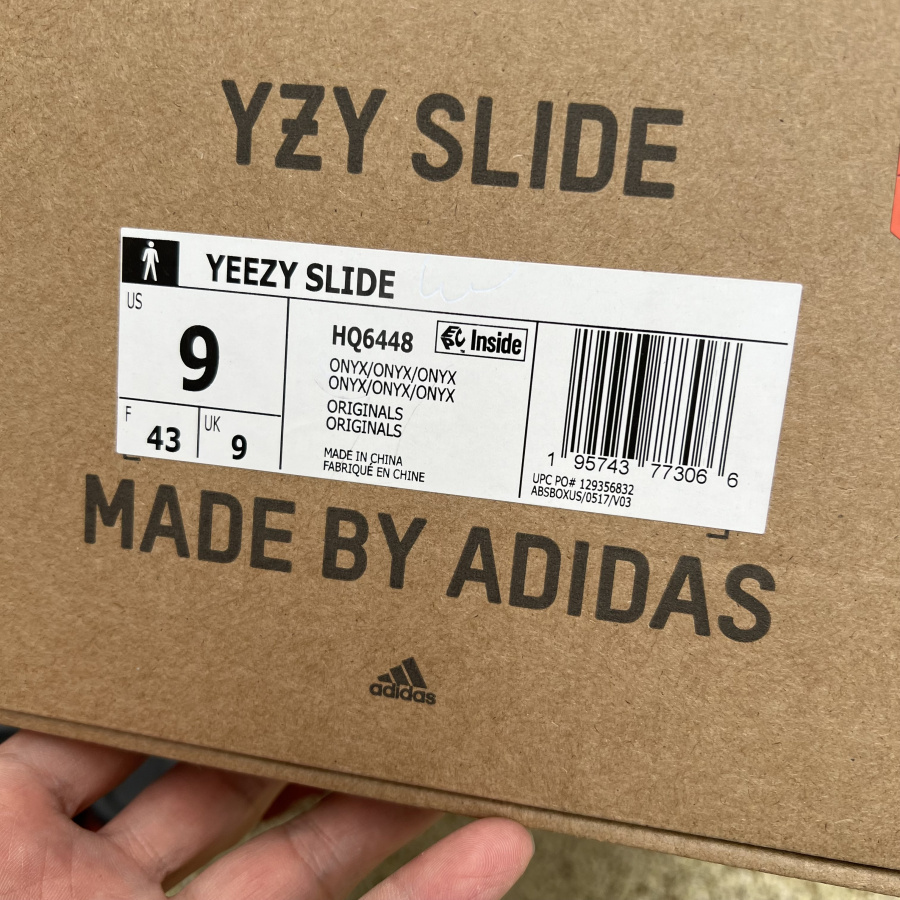 YZY SLIDE
YEEZY SLIDE
US
9
F
43
UK
9
HQ6448
EPC Inside
ONYX/ONYX/ONYX
ONYX/ONYX/ONYX
ORIGINALS
ORIGINALS
MADE IN CHINA
FABRIQUÉ EN CHINE
1 95743 77306 6
UPC PO# 129356832
ABSBOXUS/0517/V03
MADE BY ADIDAS
adidas